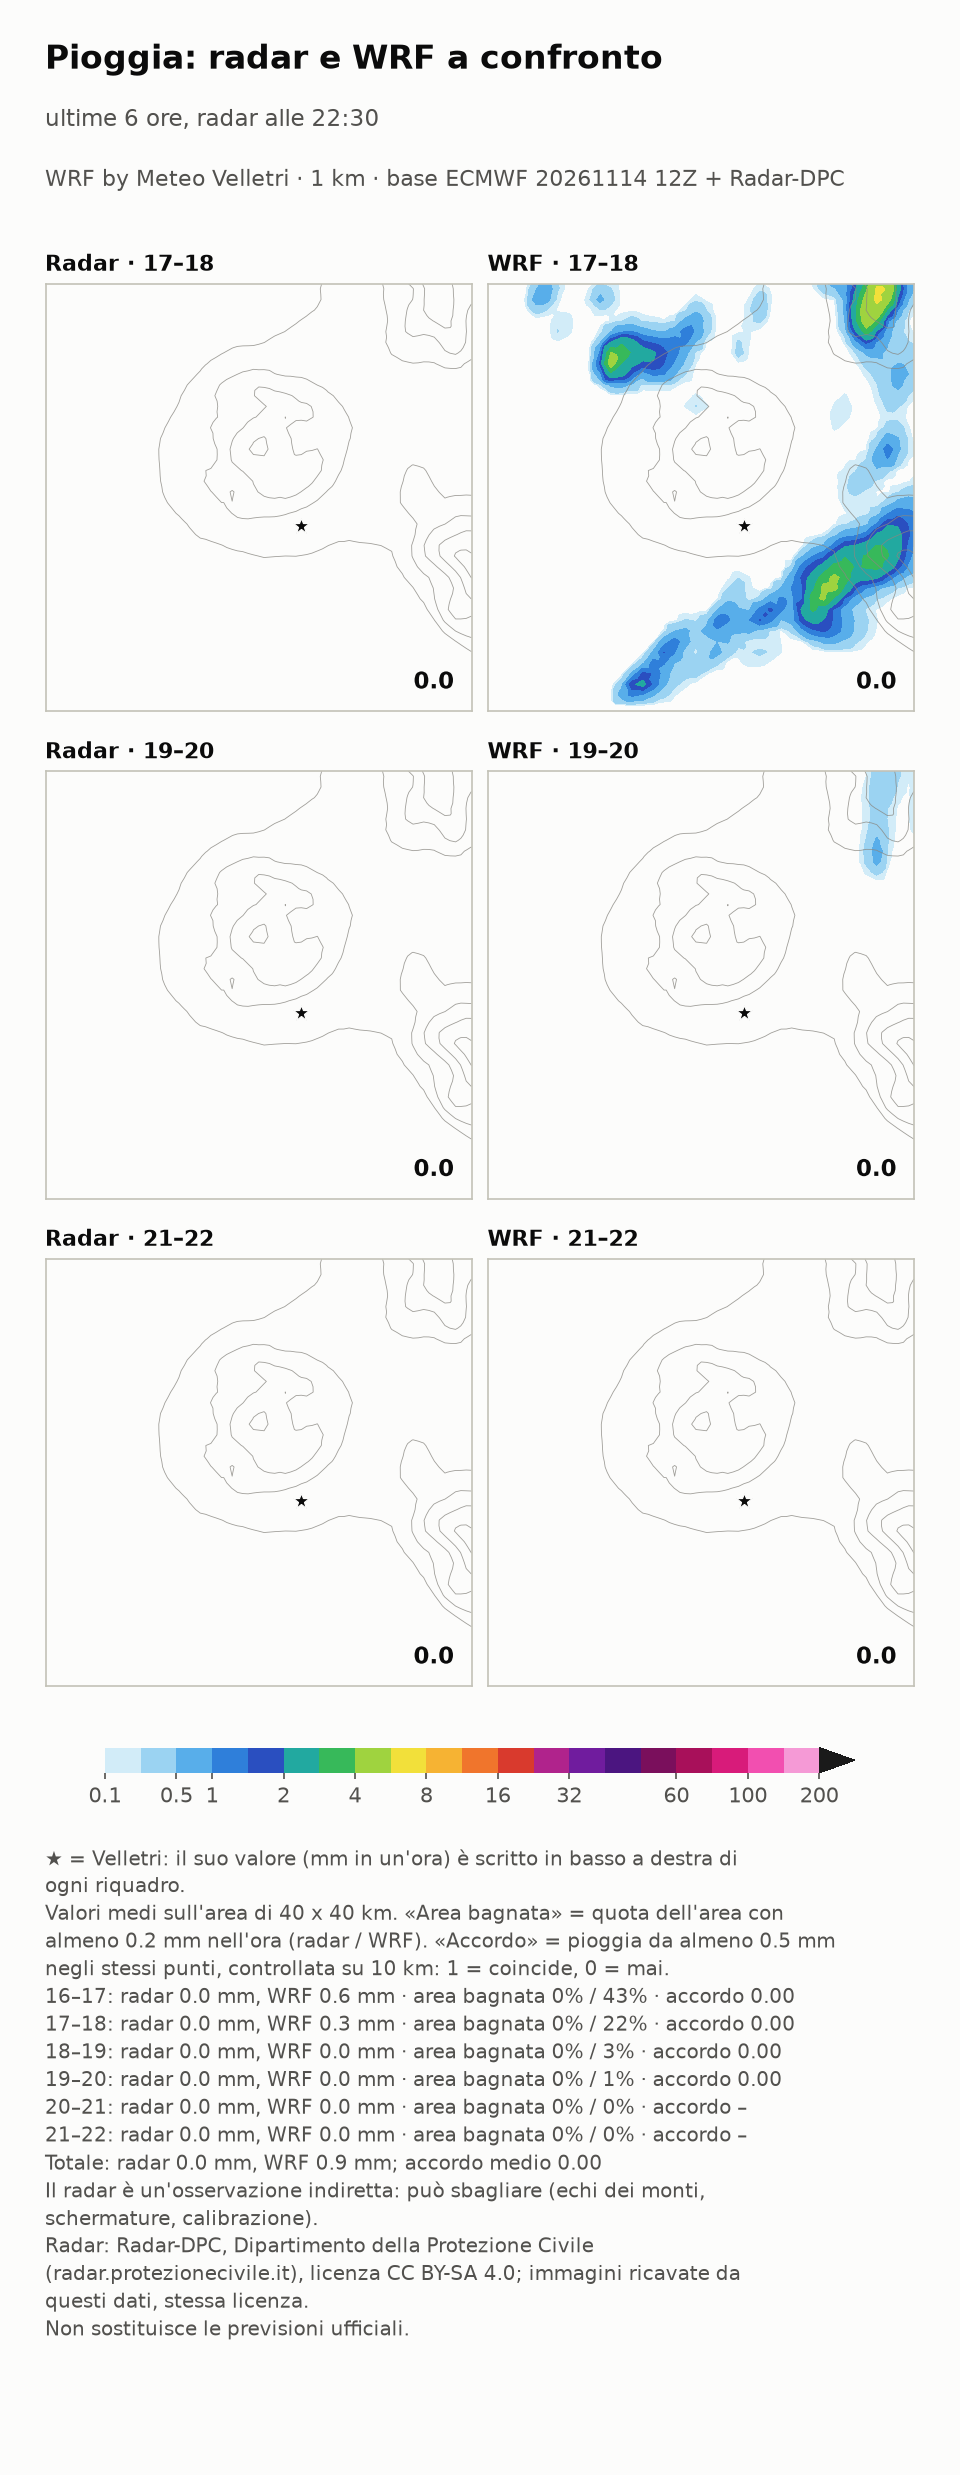 Pioggia: radar e WRF a confronto
ultime 6 ore, radar alle 22:30
WRF by Meteo Velletri · 1 km · base ECMWF 20261114 12Z + Radar-DPC
Radar · 17–18
WRF · 17–18
0.0
0.0
Radar · 19–20
WRF · 19–20
0.0
0.0
Radar · 21–22
WRF · 21–22
0.0
0.0
0.1 0.5 1 2 4 8 16 32 60 100 200
★ = Velletri: il suo valore (mm in un'ora) è scritto in basso a destra di
ogni riquadro.
Valori medi sull'area di 40 x 40 km. «Area bagnata» = quota dell'area con
almeno 0.2 mm nell'ora (radar / WRF). «Accordo» = pioggia da almeno 0.5 mm
negli stessi punti, controllata su 10 km: 1 = coincide, 0 = mai.
16–17: radar 0.0 mm, WRF 0.6 mm · area bagnata 0% / 43% · accordo 0.00
17–18: radar 0.0 mm, WRF 0.3 mm · area bagnata 0% / 22% · accordo 0.00
18–19: radar 0.0 mm, WRF 0.0 mm · area bagnata 0% / 3% · accordo 0.00
19–20: radar 0.0 mm, WRF 0.0 mm · area bagnata 0% / 1% · accordo 0.00
20–21: radar 0.0 mm, WRF 0.0 mm · area bagnata 0% / 0% · accordo –
21–22: radar 0.0 mm, WRF 0.0 mm · area bagnata 0% / 0% · accordo –
Totale: radar 0.0 mm, WRF 0.9 mm; accordo medio 0.00
Il radar è un'osservazione indiretta: può sbagliare (echi dei monti,
schermature, calibrazione).
Radar: Radar-DPC, Dipartimento della Protezione Civile
(radar.protezionecivile.it), licenza CC BY-SA 4.0; immagini ricavate da
questi dati, stessa licenza.
Non sostituisce le previsioni ufficiali.